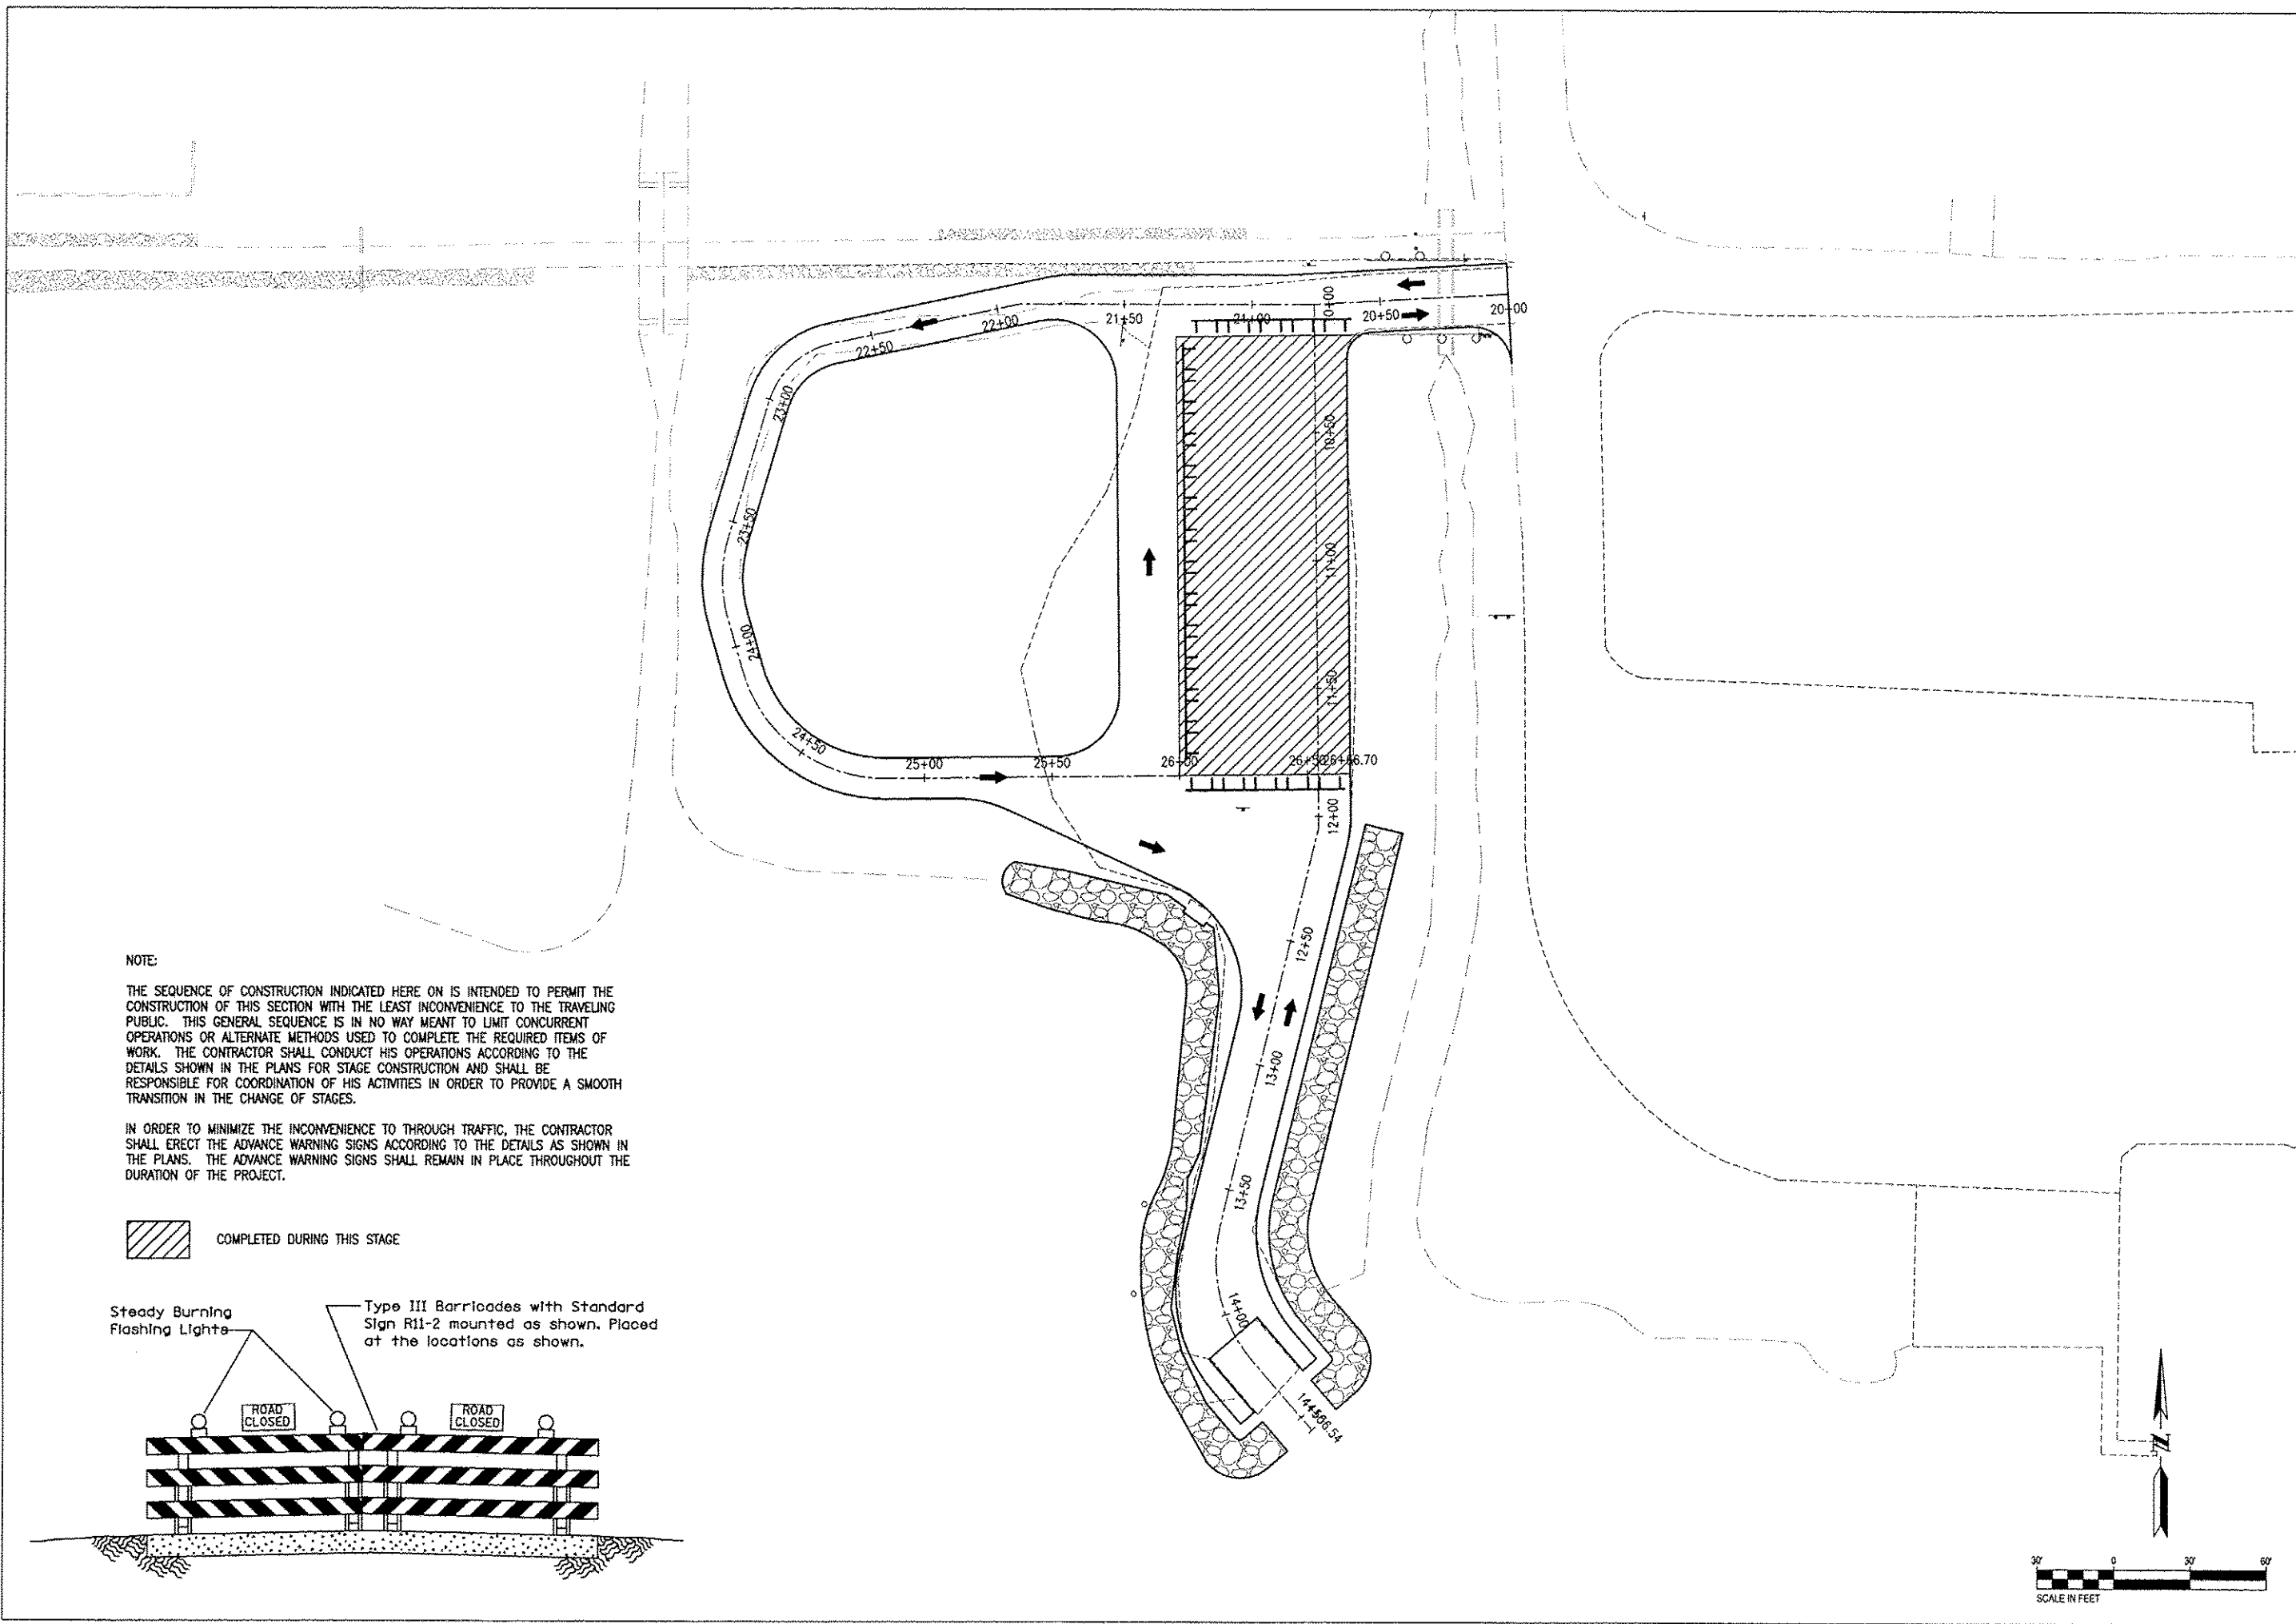 10+00
20+00
20+50
21+00
21+50
22+00
22+50
23+00
10+50
23+50
11+00
24+00
11+50
24+50
25+00
25+50
26+00
26+50
26+66.70
12+00
12+50
13+00
13+50
14+00
NOTE:
THE SEQUENCE OF CONSTRUCTION INDICATED HERE ON IS INTENDED TO PERMIT THE
CONSTRUCTION OF THIS SECTION WITH THE LEAST INCONVENIENCE TO THE TRAVELING
PUBLIC. THIS GENERAL SEQUENCE IS IN NO WAY MEANT TO LIMIT CONCURRENT
OPERATIONS OR ALTERNATE METHODS USED TO COMPLETE THE REQUIRED ITEMS OF
WORK. THE CONTRACTOR SHALL CONDUCT HIS OPERATIONS ACCORDING TO THE
DETAILS SHOWN IN THE PLANS FOR STAGE CONSTRUCTION AND SHALL BE
RESPONSIBLE FOR COORDINATION OF HIS ACTIVITIES IN ORDER TO PROVIDE A SMOOTH
TRANSITION IN THE CHANGE OF STAGES.
IN ORDER TO MINIMIZE THE INCONVENIENCE TO THROUGH TRAFFIC, THE CONTRACTOR
SHALL ERECT THE ADVANCE WARNING SIGNS ACCORDING TO THE DETAILS AS SHOWN IN
THE PLANS. THE ADVANCE WARNING SIGNS SHALL REMAIN IN PLACE THROUGHOUT THE
DURATION OF THE PROJECT.
COMPLETED DURING THIS STAGE
Steady Burning
Flashing Lights
Type III Barricades with Standard
Sign R11-2 mounted as shown. Placed
at the locations as shown.
ROAD
CLOSED
ROAD
CLOSED
N
30' 0 30' 60'
SCALE IN FEET